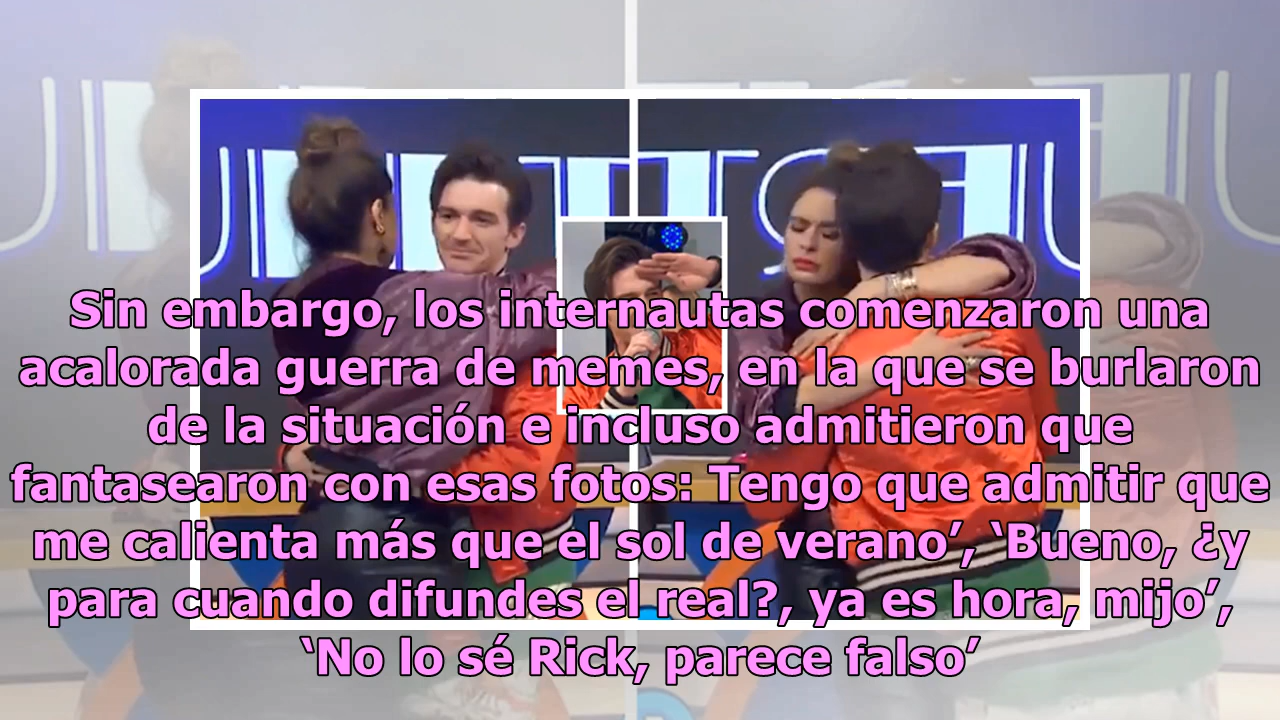 Sin embargo, los internautas comenzaron una
acalorada guerra de memes, en la que se burlaron
de la situación e incluso admitieron que
fantasearon con esas fotos: Tengo que admitir que
me calienta más que el sol de verano’, ‘Bueno, ¿y
para cuando difundes el real?, ya es hora, mijo’,
‘No lo sé Rick, parece falso’